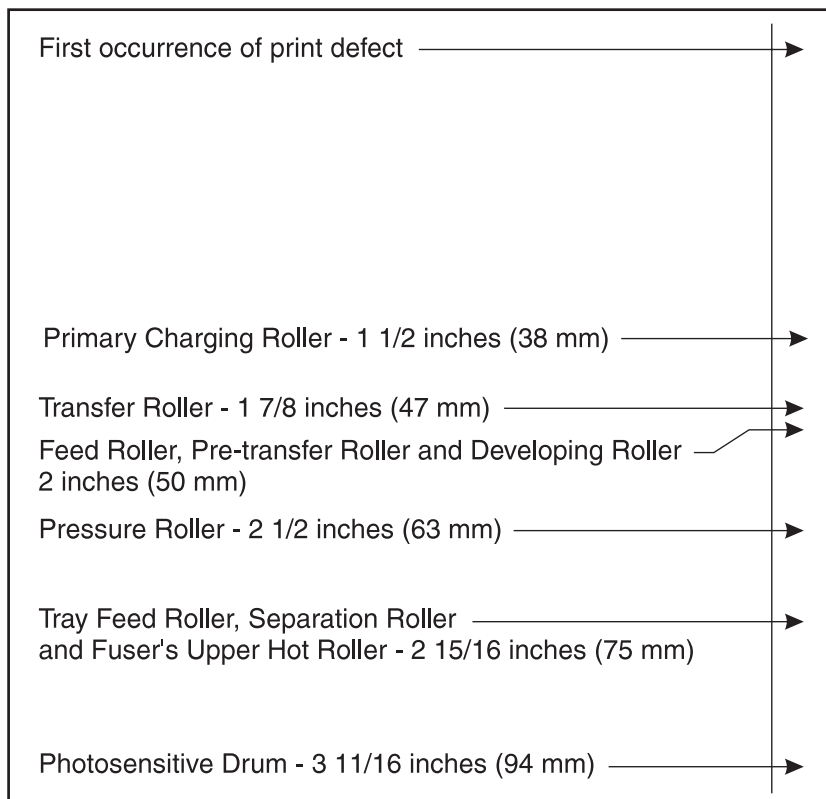 First occurrence of print defect
Primary Charging Roller - 1 1/2 inches (38 mm)
Transfer Roller - 1 7/8 inches (47 mm)
Feed Roller, Pre-transfer Roller and Developing Roller
2 inches (50 mm)
Pressure Roller - 2 1/2 inches (63 mm)
Tray Feed Roller, Separation Roller
and Fuser's Upper Hot Roller - 2 15/16 inches (75 mm)
Photosensitive Drum - 3 11/16 inches (94 mm)